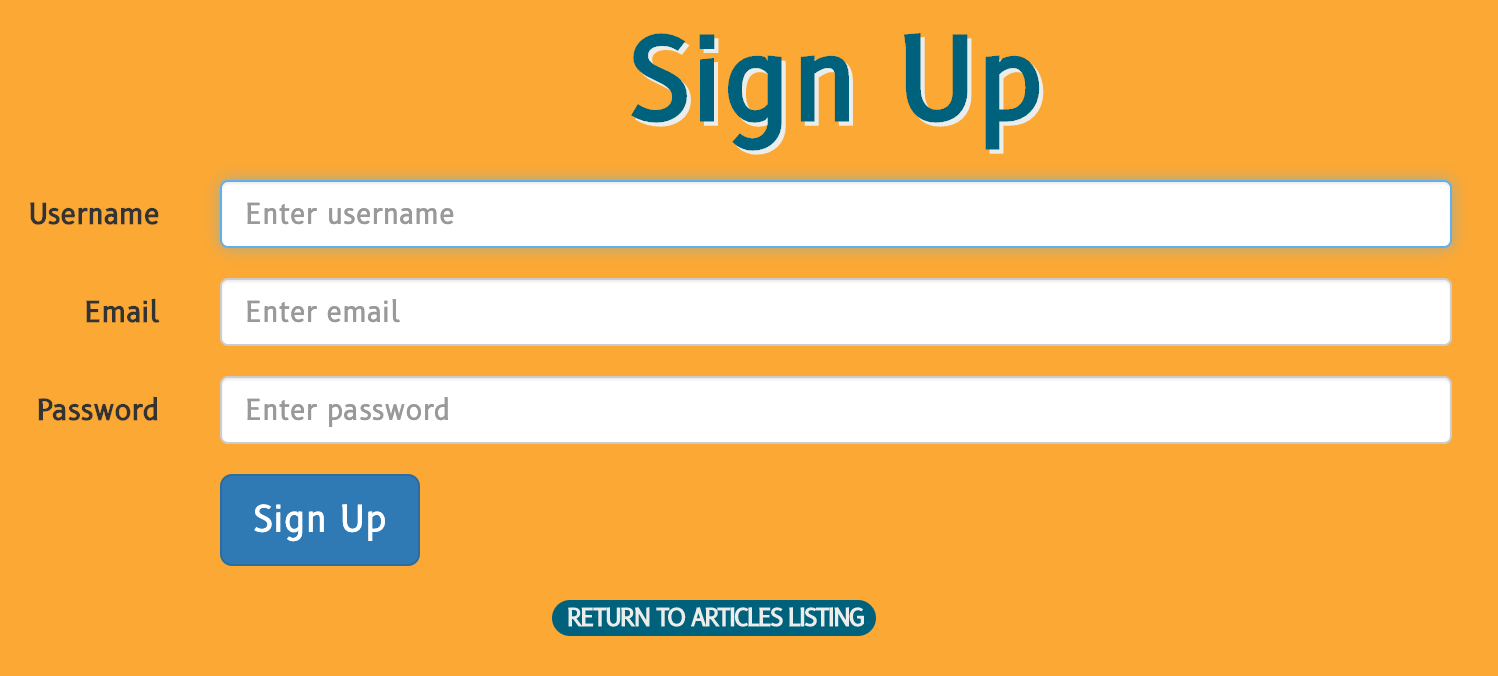 Sign Up
Username
Enter username
Email
Enter email
Password
Enter password
Sign Up
RETURN TO ARTICLES LISTING